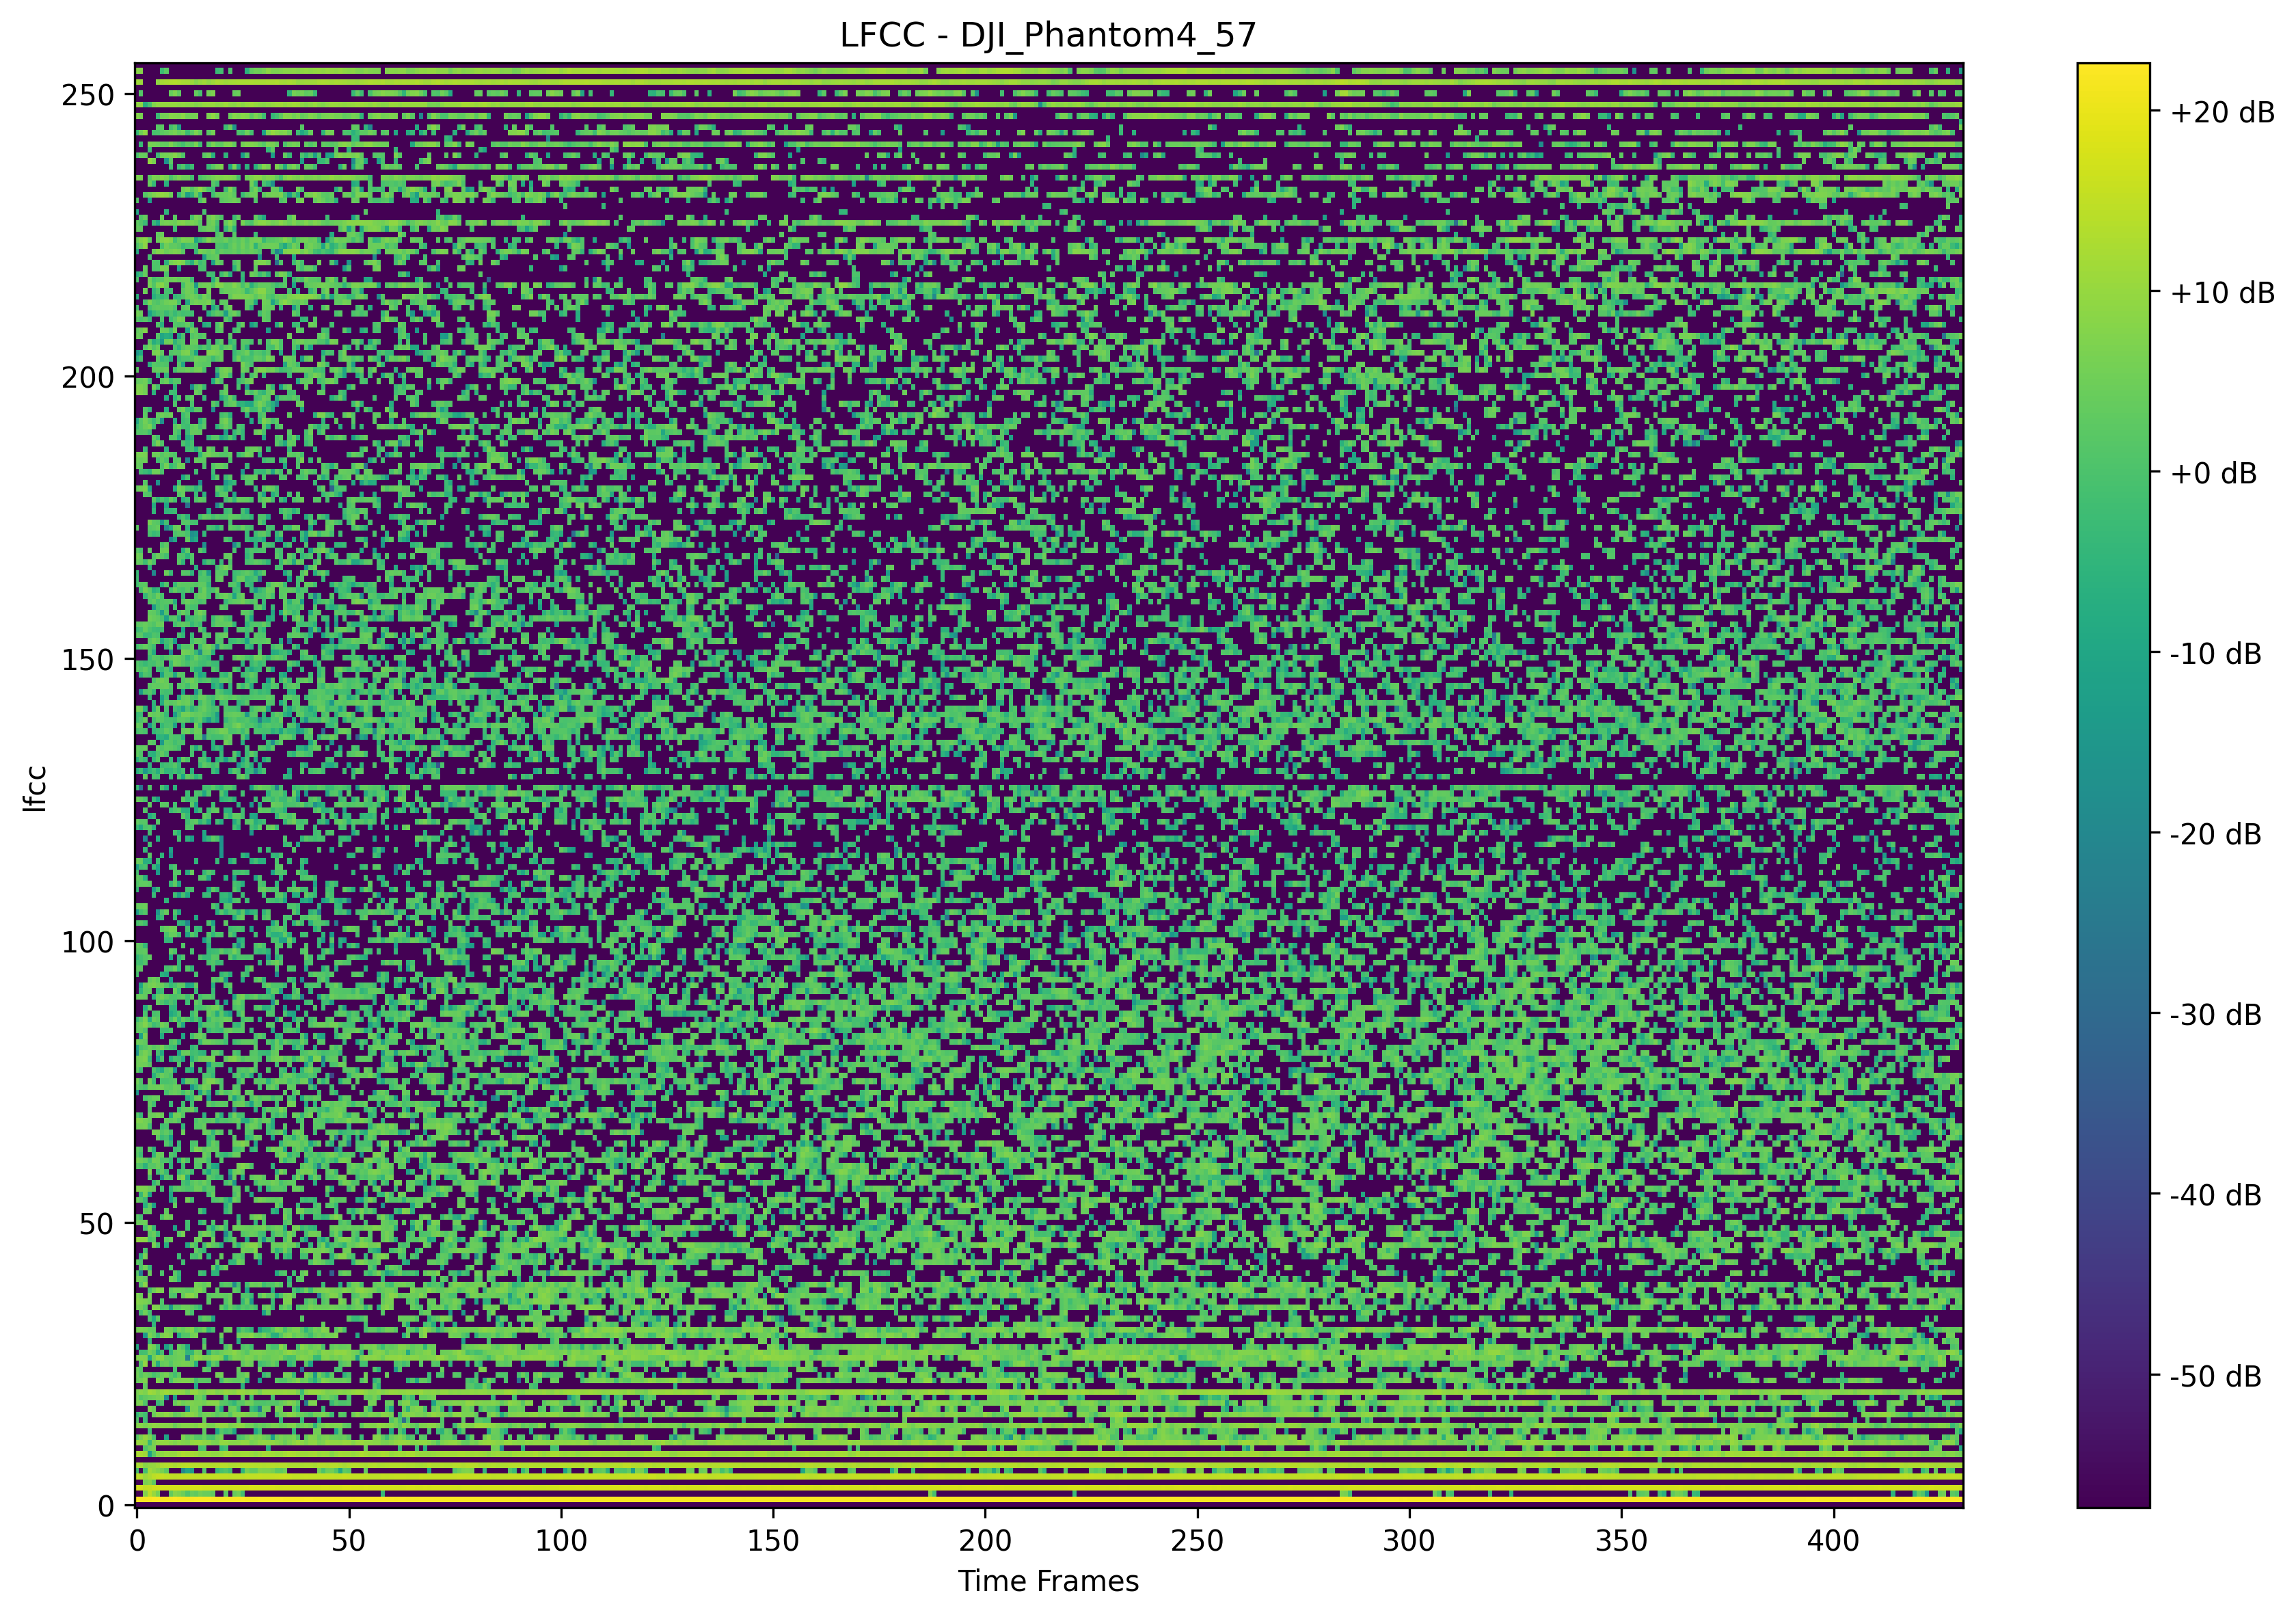 LFCC - DJI_Phantom4_57
250
200
150
100
50
0
lfcc
0 50 100 150 200 250 300 350 400
Time Frames
+20 dB
+10 dB
+0 dB
-10 dB
-20 dB
-30 dB
-40 dB
-50 dB